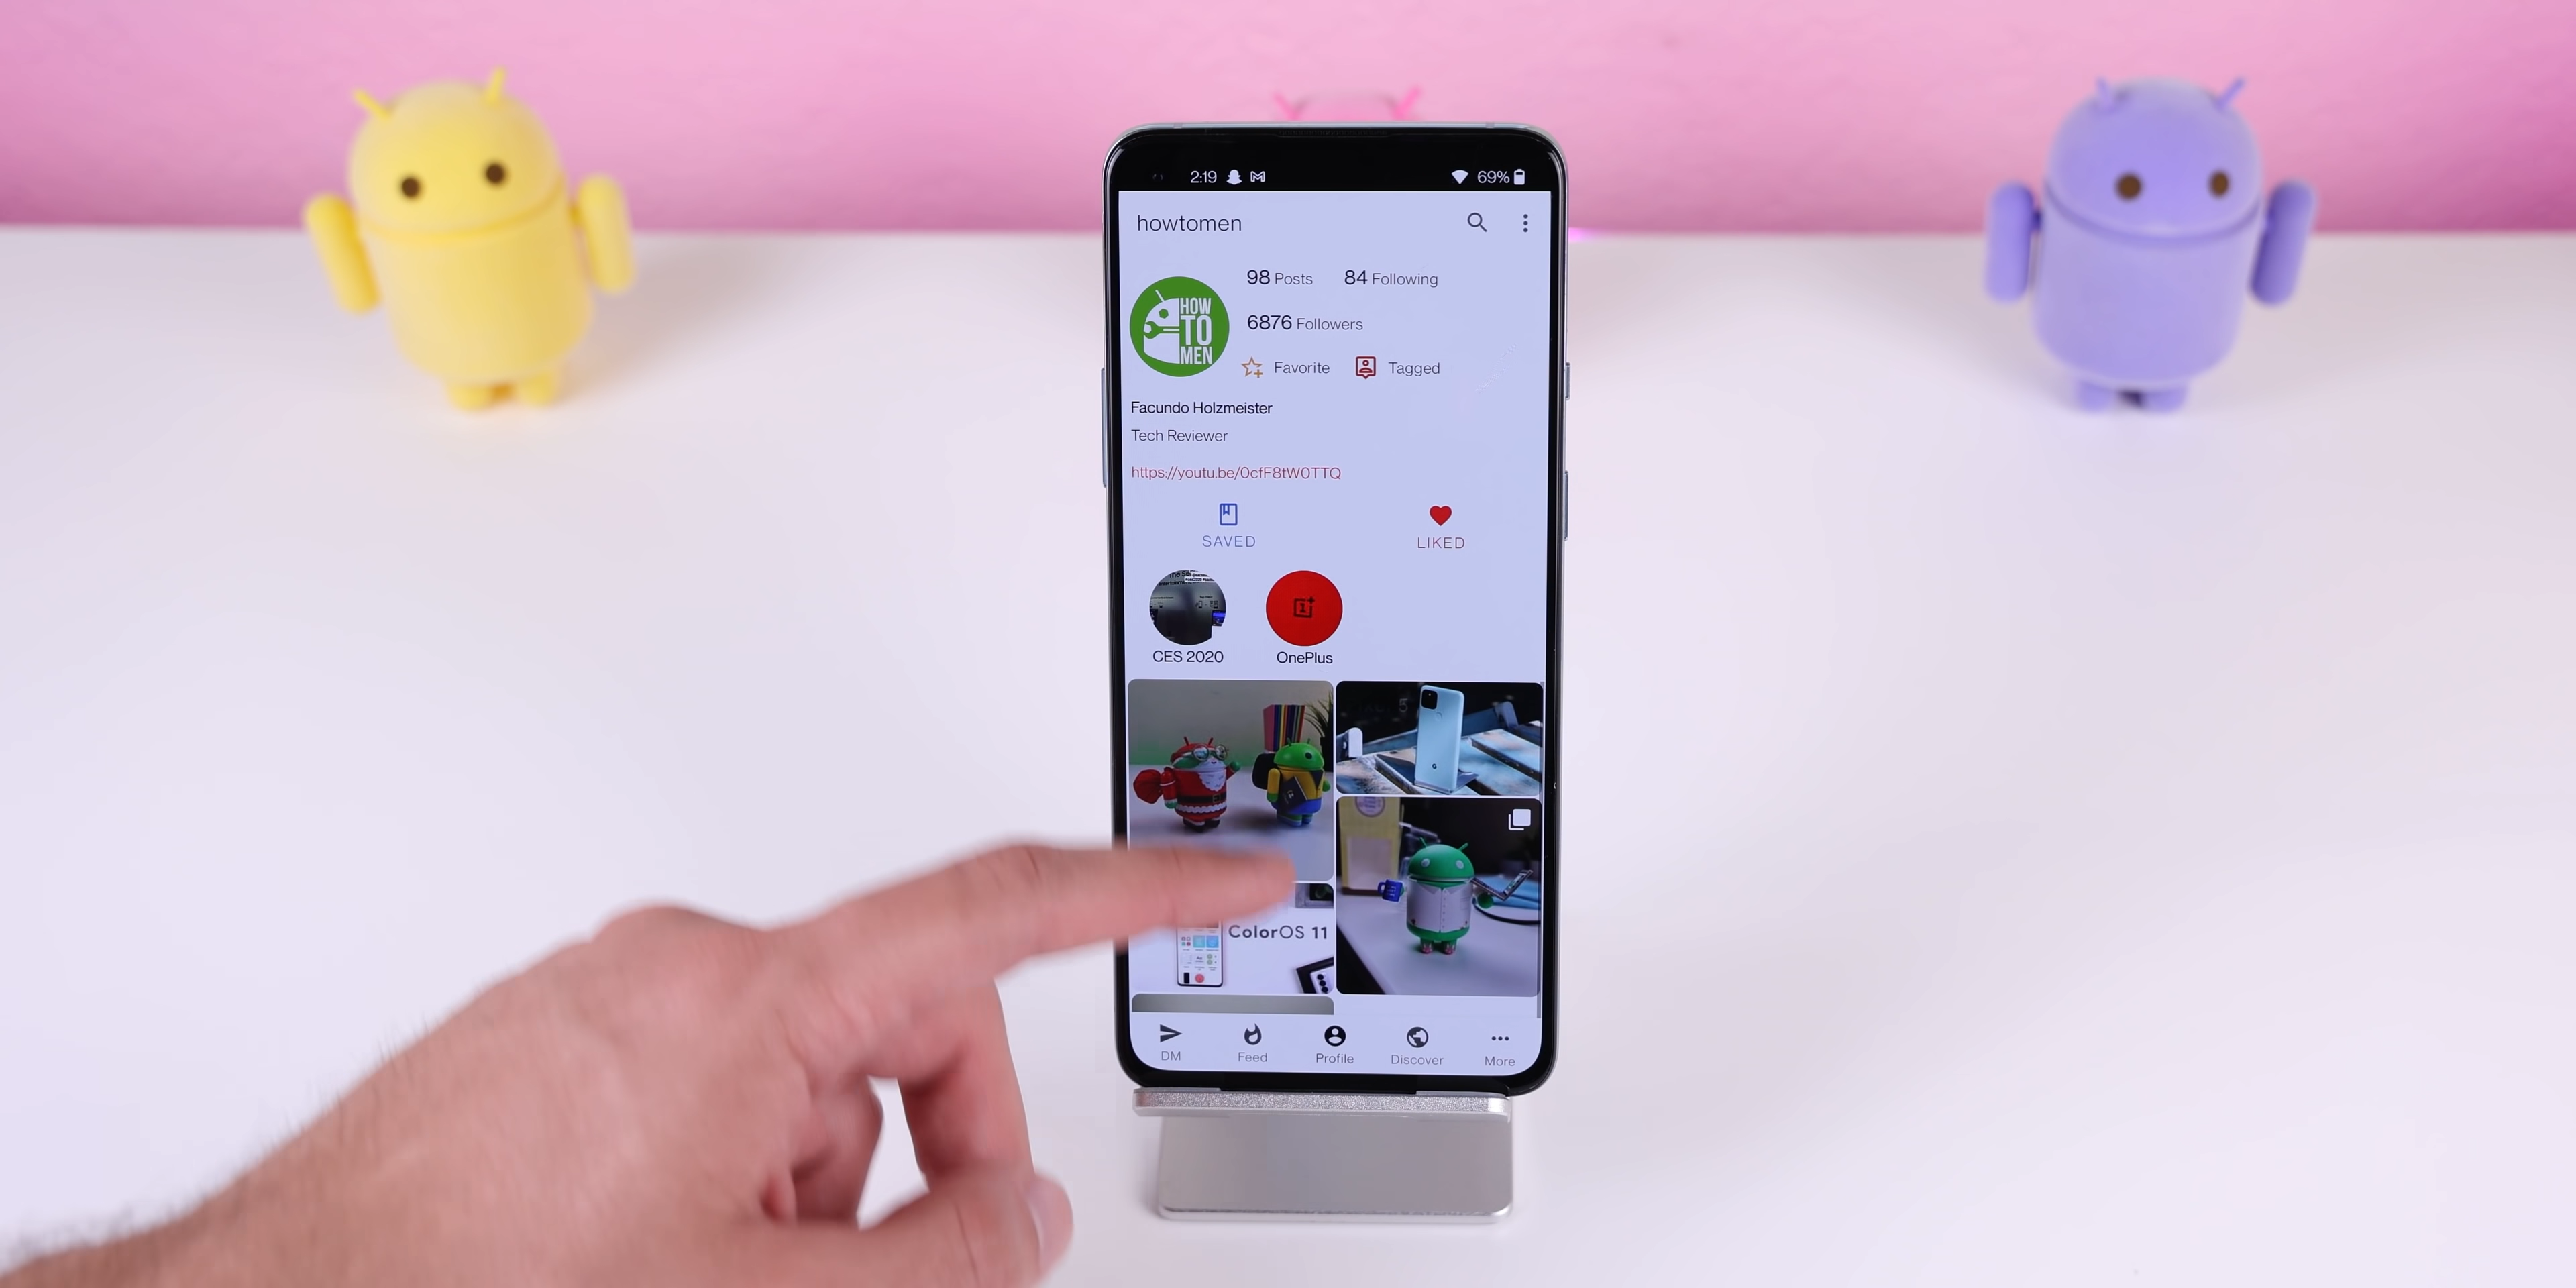 2:19 69%
howtomen
98 Posts 84 Following
HOW
TO
MEN
6876 Followers
Favorite Tagged
Facundo Holzmeister
Tech Reviewer
https://youtu.be/0cfF8tW0TTQ
SAVED LIKED
CES 2020 OnePlus
ColorOS 11
DM Feed Profile Discover More